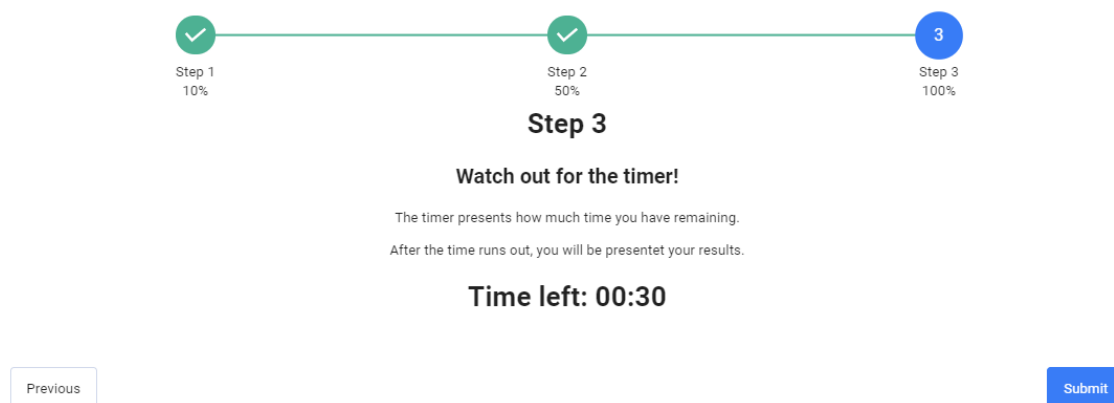 3
Step 1
Step 2
Step 3
10%
50%
100%
Step 3
Watch out for the timer!
The timer presents how much time you have remaining.
After the time runs out, you will be presentet your results.
Time left: 00:30
Previous
Submit